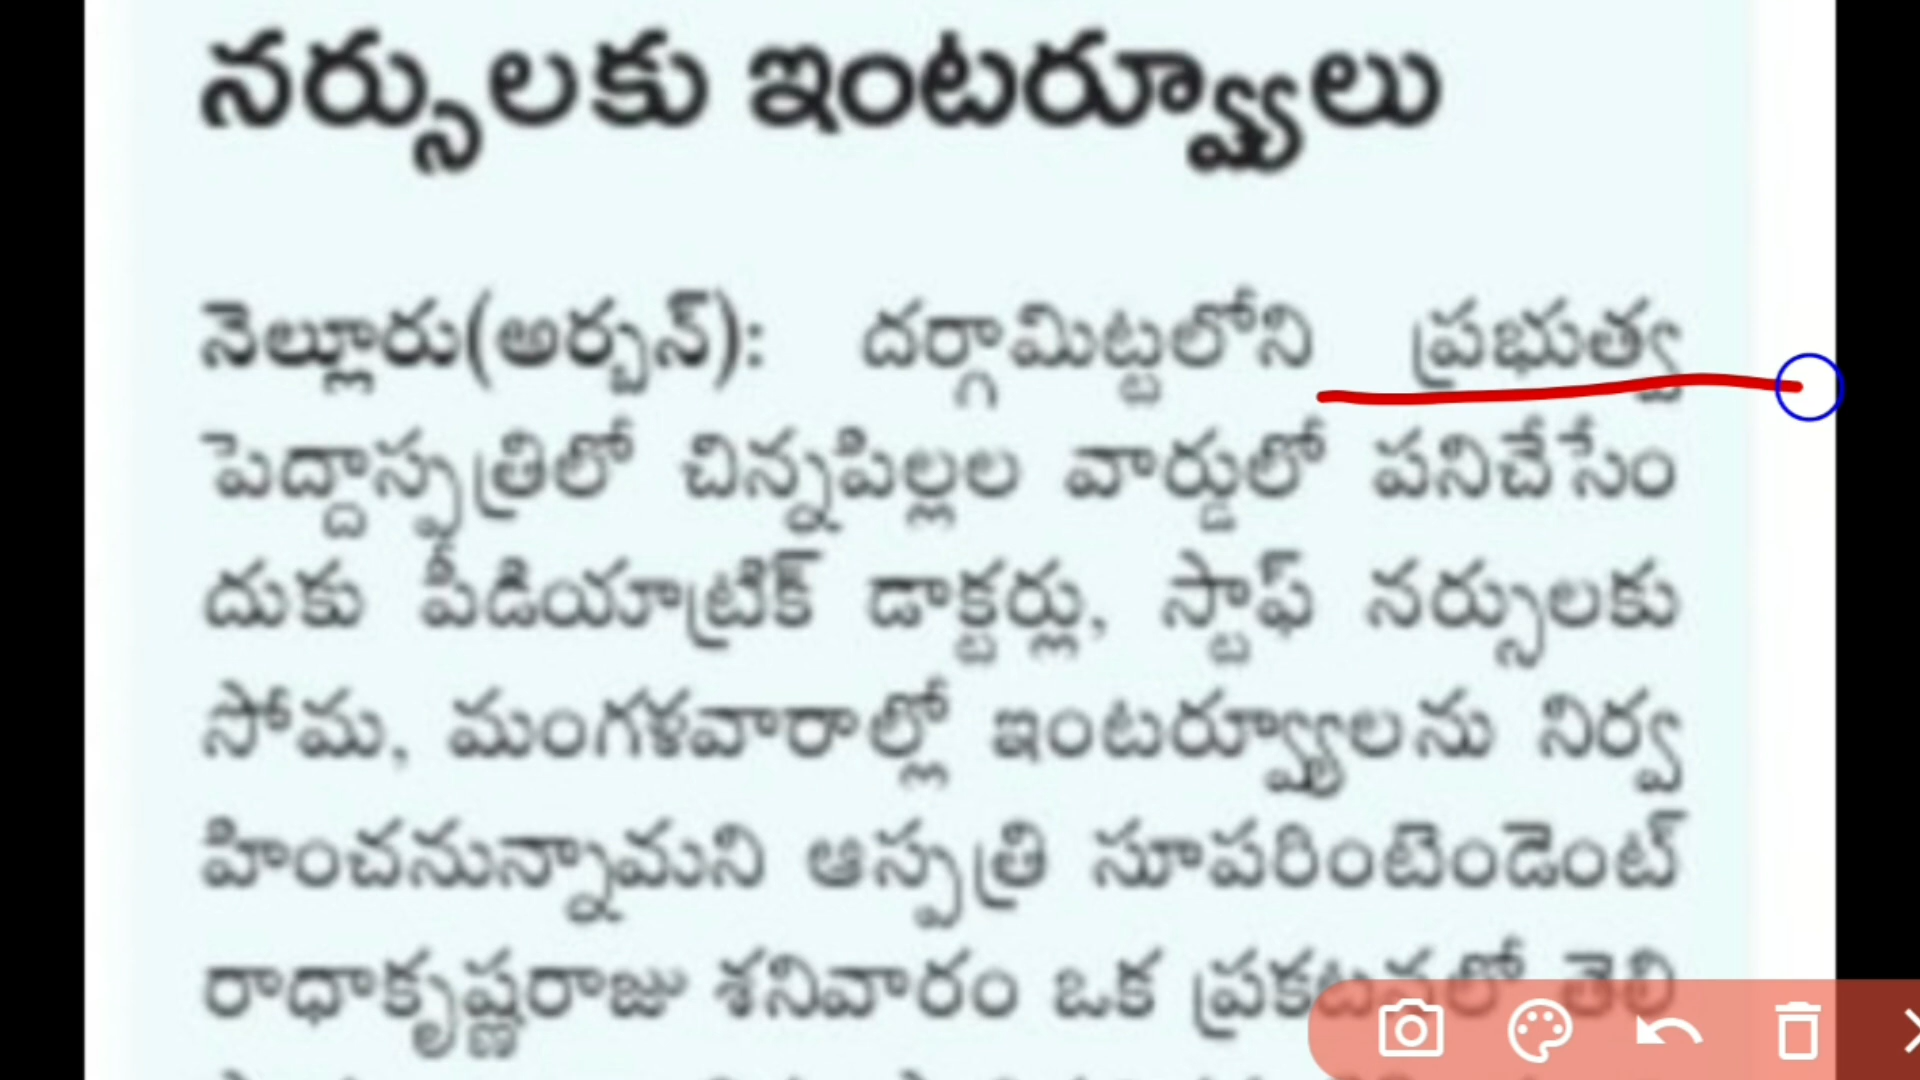 నర్సులకు ఇంటర్వ్యూలు
నెల్లూరు(అర్బన్): దర్గామిట్టలోని ప్రభుత్వ
పెద్దాస్పత్రిలో చిన్నపిల్లల వార్డులో పనిచేసేం
దుకు పీడియాట్రిక్ డాక్టర్లు, స్టాఫ్ నర్సులకు
సోమ, మంగళవారాల్లో ఇంటర్వ్యూలను నిర్వ
హించనున్నామని ఆస్పత్రి సూపరింటెండెంట్
రాధాకృష్ణరాజు శనివారం ఒక ప్రకటనలో తెలి